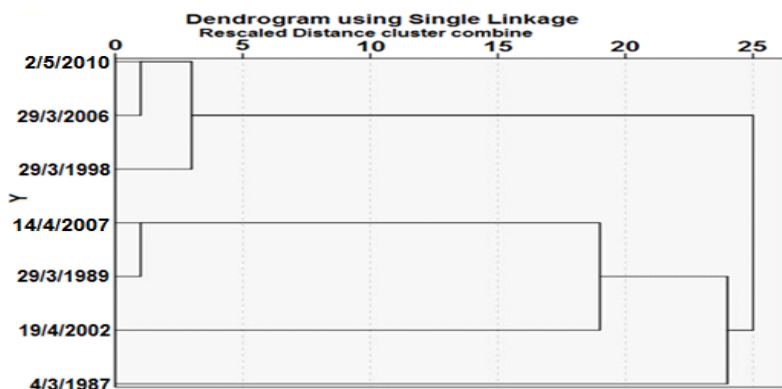 Dendrogram using Single Linkage
Rescaled Distance cluster combine
0 5 10 15 20 25
2/5/2010
29/3/2006
29/3/1998
Y
14/4/2007
29/3/1989
19/4/2002
4/3/1987